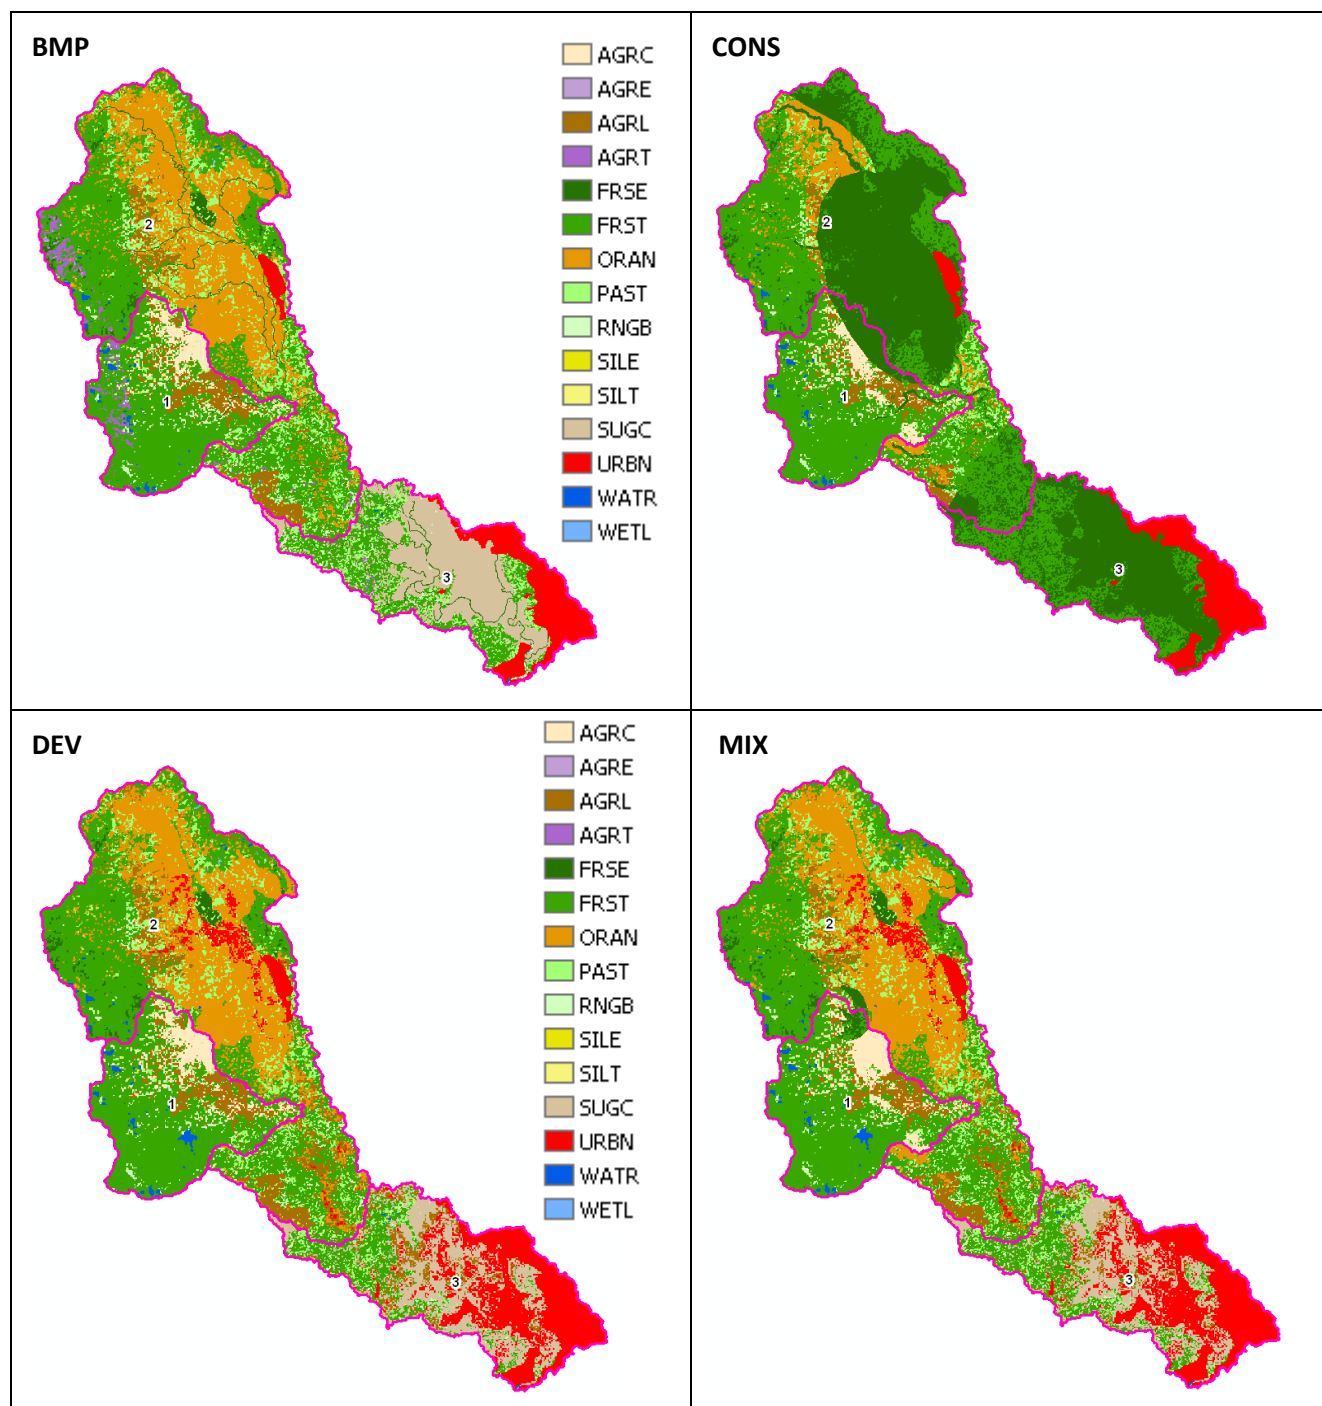 BMP
AGRC
AGRE
AGRL
AGRT
FRSE
FRST
ORAN
PAST
RNGB
SILE
SILT
SUGC
URBN
WATR
WETL
2
1
3
CONS
2
1
3
DEV
AGRC
AGRE
AGRL
AGRT
FRSE
FRST
ORAN
PAST
RNGB
SILE
SILT
SUGC
URBN
WATR
WETL
2
1
3
MIX
2
1
3